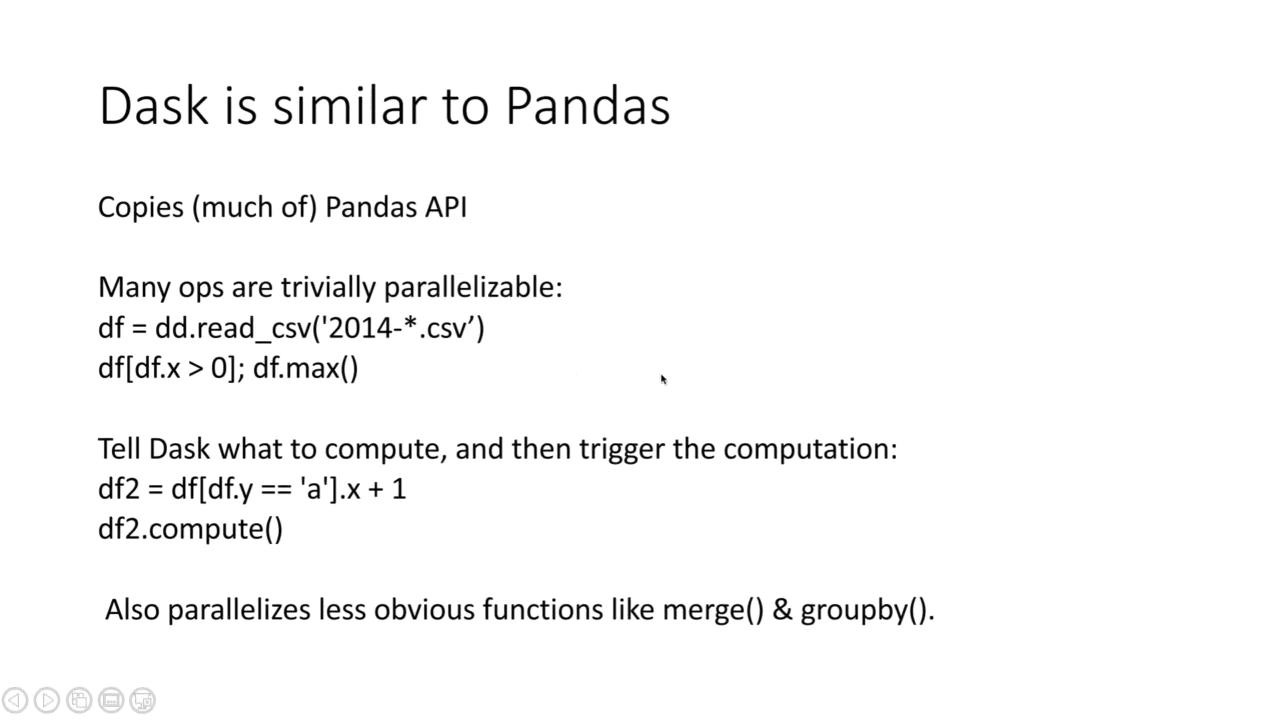 Dask is similar to Pandas
Copies (much of) Pandas API
Many ops are trivially parallelizable:
df = dd.read_csv('2014-*.csv’)
df[df.x > 0]; df.max()
Tell Dask what to compute, and then trigger the computation:
df2 = df[df.y == 'a'].x + 1
df2.compute()
Also parallelizes less obvious functions like merge() & groupby().